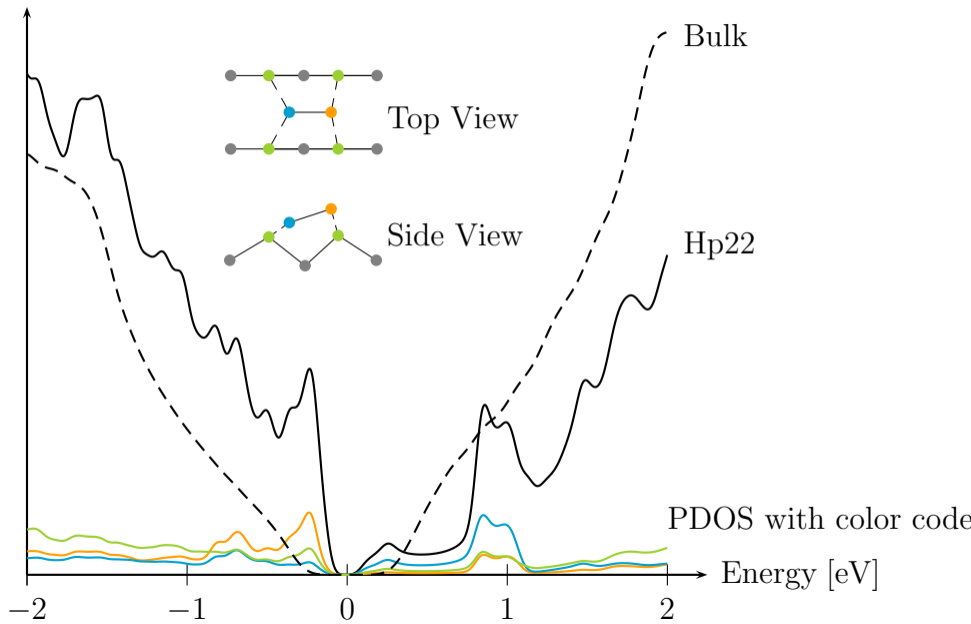 Bulk
Top View
Side View
Hp22
PDOS with color code
Energy [eV]
−2 −1 0 1 2